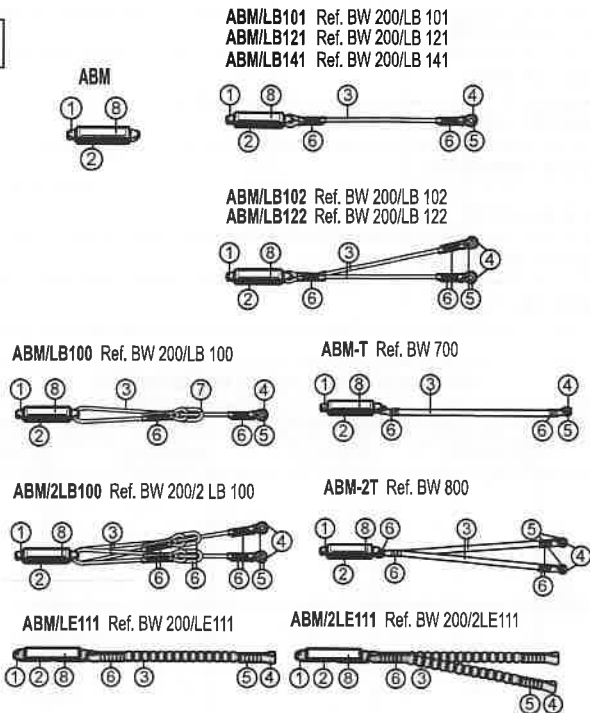 ABM/LB101 Ref. BW 200/LB 101
ABM/LB121 Ref. BW 200/LB 121
ABM/LB141 Ref. BW 200/LB 141
ABM
1 8
2
1 8 3 4
2 6 6 5
ABM/LB102 Ref. BW 200/LB 102
ABM/LB122 Ref. BW 200/LB 122
1 8 3 4
2 6 6 5
ABM/LB100 Ref. BW 200/LB 100
1 8 3 7 4
2 6 6 5
ABM-T Ref. BW 700
1 8 3 4
2 6 6 5
ABM/2LB100 Ref. BW 200/2 LB 100
1 8 3 4
2 6 6 6 5
ABM-2T Ref. BW 800
1 8 6 3 5 4
2 6 6
ABM/LE111 Ref. BW 200/LE111
1 2 8 6 3 5 4
ABM/2LE111 Ref. BW 200/2LE111
1 2 8 6 3 5 4